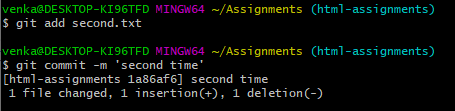 venka@DESKTOP-KI96TFD MINGW64 ~/Assignments (html-assignments)
$ git add second.txt
venka@DESKTOP-KI96TFD MINGW64 ~/Assignments (html-assignments)
$ git commit -m 'second time'
[html-assignments 1a86af6] second time
 1 file changed, 1 insertion(+), 1 deletion(-)